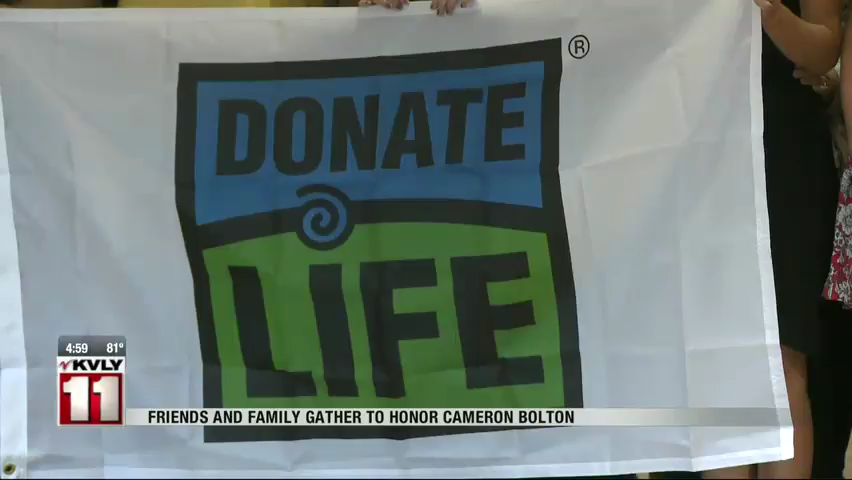 ®
DONATE
LIFE
4:59 81°
KVLY
11
FRIENDS AND FAMILY GATHER TO HONOR CAMERON BOLTON